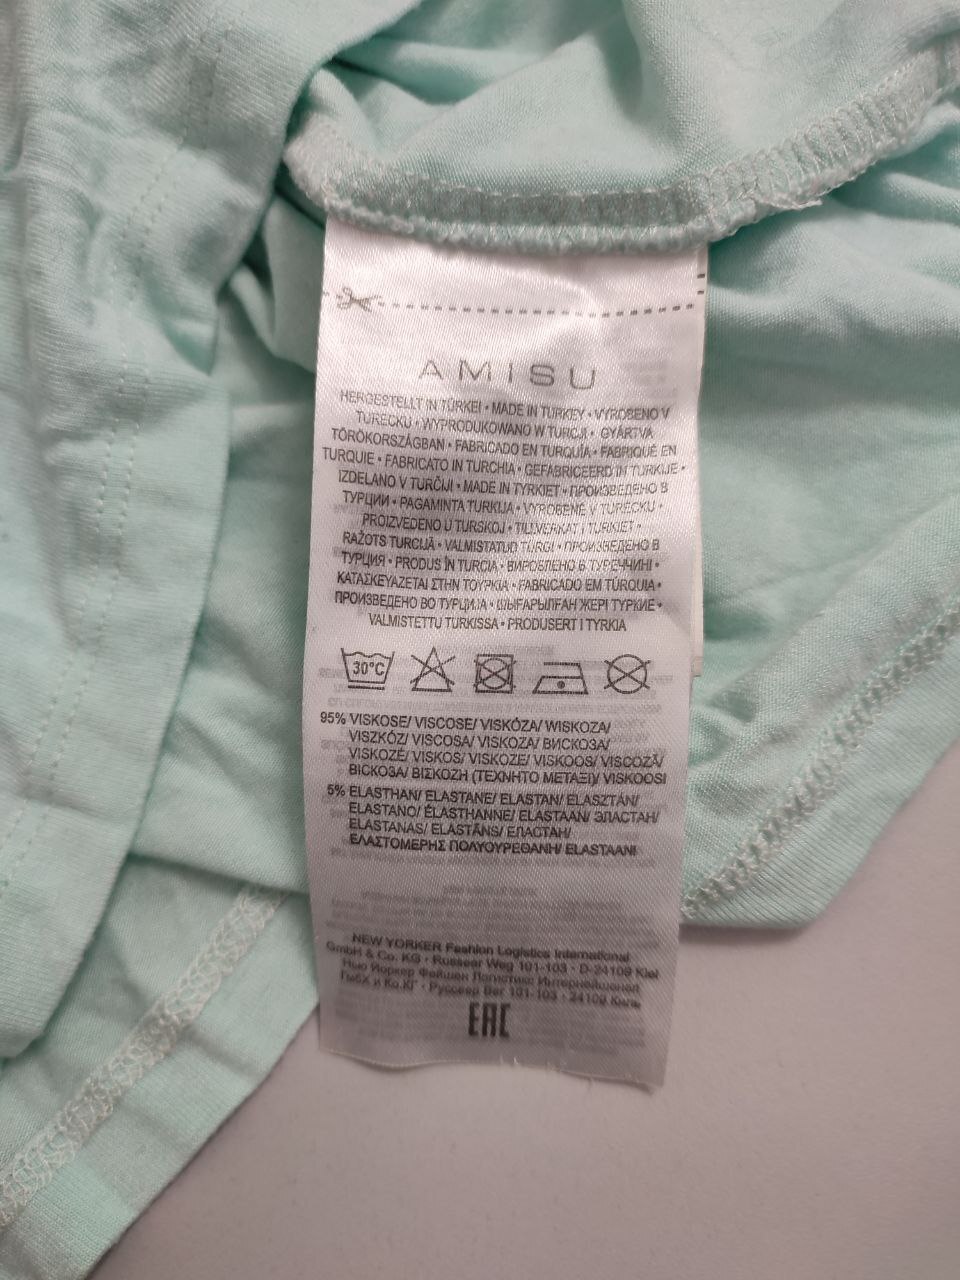 AMISU
HERGESTELLT IN TÜRKEI • MADE IN TURKEY • VYROBENO V
TURECKU • WYPRODUKOWANO W TURCJI • GYÁRTVA
TÖRÖKORSZÁGBAN • FABRICADO EN TURQUÍA • FABRIQUÉ EN
TURQUIE • FABRICATO IN TURCHIA • GEFABRICEERD IN TURKIJE •
IZDELANO V TURČIJI • MADE IN TYRKIET • ПРОИЗВЕДЕНО В
ТУРЦИИ • PAGAMINTA TURKIJA • VYROBENÉ V TURECKU •
PROIZVEDENO U TURSKOJ • TILLVERKAT I TURKIET •
RAŽOTS TURCIJĀ • VALMISTATUD TÜRGI • ПРОИЗВЕДЕНО В
ТУРЦИЯ • PRODUS ÎN TURCIA • ВИРОБЛЕНО В ТУРЕЧЧИНІ •
ΚΑΤΑΣΚΕΥΑΖΕΤΑΙ ΣΤΗΝ ΤΟΥΡΚΙΑ • FABRICADO EM TÚRQUIA •
ПРОИЗВЕДЕНО ВО ТУРЦИЈА • ШЫҒАРЫЛҒАН ЖЕРІ ТҮРКИЕ •
VALMISTETTU TURKISSA • PRODUSERT I TYRKIA
30°C
95% VISKOSE/ VISCOSE/ VISKÓZA/ WISKOZA/
VISZKÓZ/ VISCOSA/ VISKOZA/ ВИСКОЗА/
VISKOZĖ/ VISKOS/ VISKOZE/ VISKOOS/ VISCOZĂ/
ВІСКОЗА/ ΒΙΣΚΟΖΗ (ΤΕΧΝΗΤΟ ΜΕΤΑΞΙ)/ VISKOOSI
5% ELASTHAN/ ELASTANE/ ELASTAN/ ELASZTÁN/
ELASTANO/ ÉLASTHANNE/ ELASTAAN/ ЭЛАСТАН/
ELASTANAS/ ELASTĀNS/ ЕЛАСТАН/
ΕΛΑΣΤΟΜΕΡΗΣ ΠΟΛΥΟΥΡΕΘΑΝΗ/ ELASTAANI
NEW YORKER Fashion Logistics International
GmbH & Co. KG • Russeer Weg 101-103 • D-24109 Kiel
Нью Йоркер Фейшен Логистикс Интернейшонал
ГмбХ и Ко.КГ • Руссеер Вег 101-103 • 24109 Киль
EAC